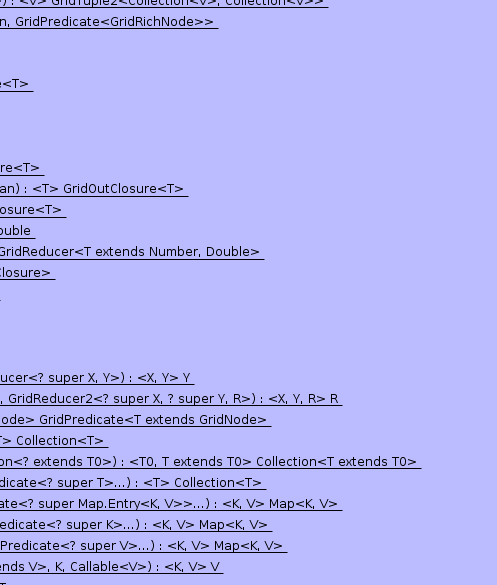 ) : <V> GridTuple2<Collection<V>, Collection<V>>
n, GridPredicate<GridRichNode>>
e<T>
re<T>
an) : <T> GridOutClosure<T>
osure<T>
ouble
GridReducer<T extends Number, Double>
Closure>
ucer<? super X, Y>) : <X, Y> Y
, GridReducer2<? super X, ? super Y, R>) : <X, Y, R> R
ode> GridPredicate<T extends GridNode>
T> Collection<T>
on<? extends T0>) : <T0, T extends T0> Collection<T extends T0>
dicate<? super T>...) : <T> Collection<T>
ate<? super Map.Entry<K, V>>...) : <K, V> Map<K, V>
edicate<? super K>...) : <K, V> Map<K, V>
Predicate<? super V>...) : <K, V> Map<K, V>
ends V>, K, Callable<V>) : <K, V> V